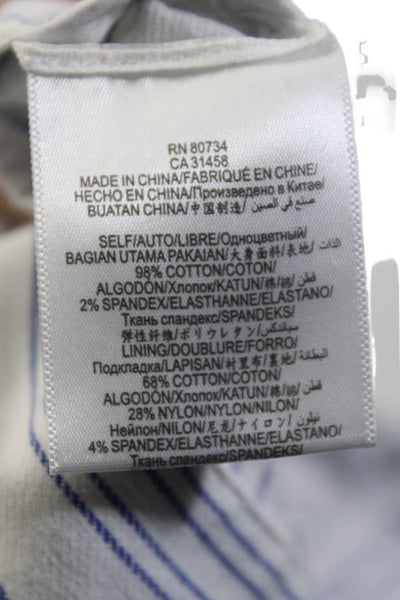 RN 80734
CA 31458
MADE IN CHINA/FABRIQUÉ EN CHINE/
HECHO EN CHINA/Произведено в Китае/
BUATAN CHINA/中国制造/ صنع في الصين/
SELF/AUTO/LIBRE/Одноцветный/
BAGIAN UTAMA PAKAIAN/大身面料/表地/ الذات/
98% COTTON/COTON/
ALGODÓN/Хлопок/KATUN/棉/綿/ قطن/
2% SPANDEX/ELASTHANNE/ELASTANO/
Ткань спандекс/SPANDEKS/
弹性纤维/ポリウレタン/ سباندكس/
LINING/DOUBLURE/FORRO/
Подкладка/LAPISAN/衬里布/裏地/ البطانة/
68% COTTON/COTON/
ALGODÓN/Хлопок/KATUN/棉/綿/ قطن/
28% NYLON/NYLON/NILON/
Нейлон/NILON/尼龙/ナイロン/ نيلون/
4% SPANDEX/ELASTHANNE/ELASTANO/
Ткань спандекс/SPANDEKS/